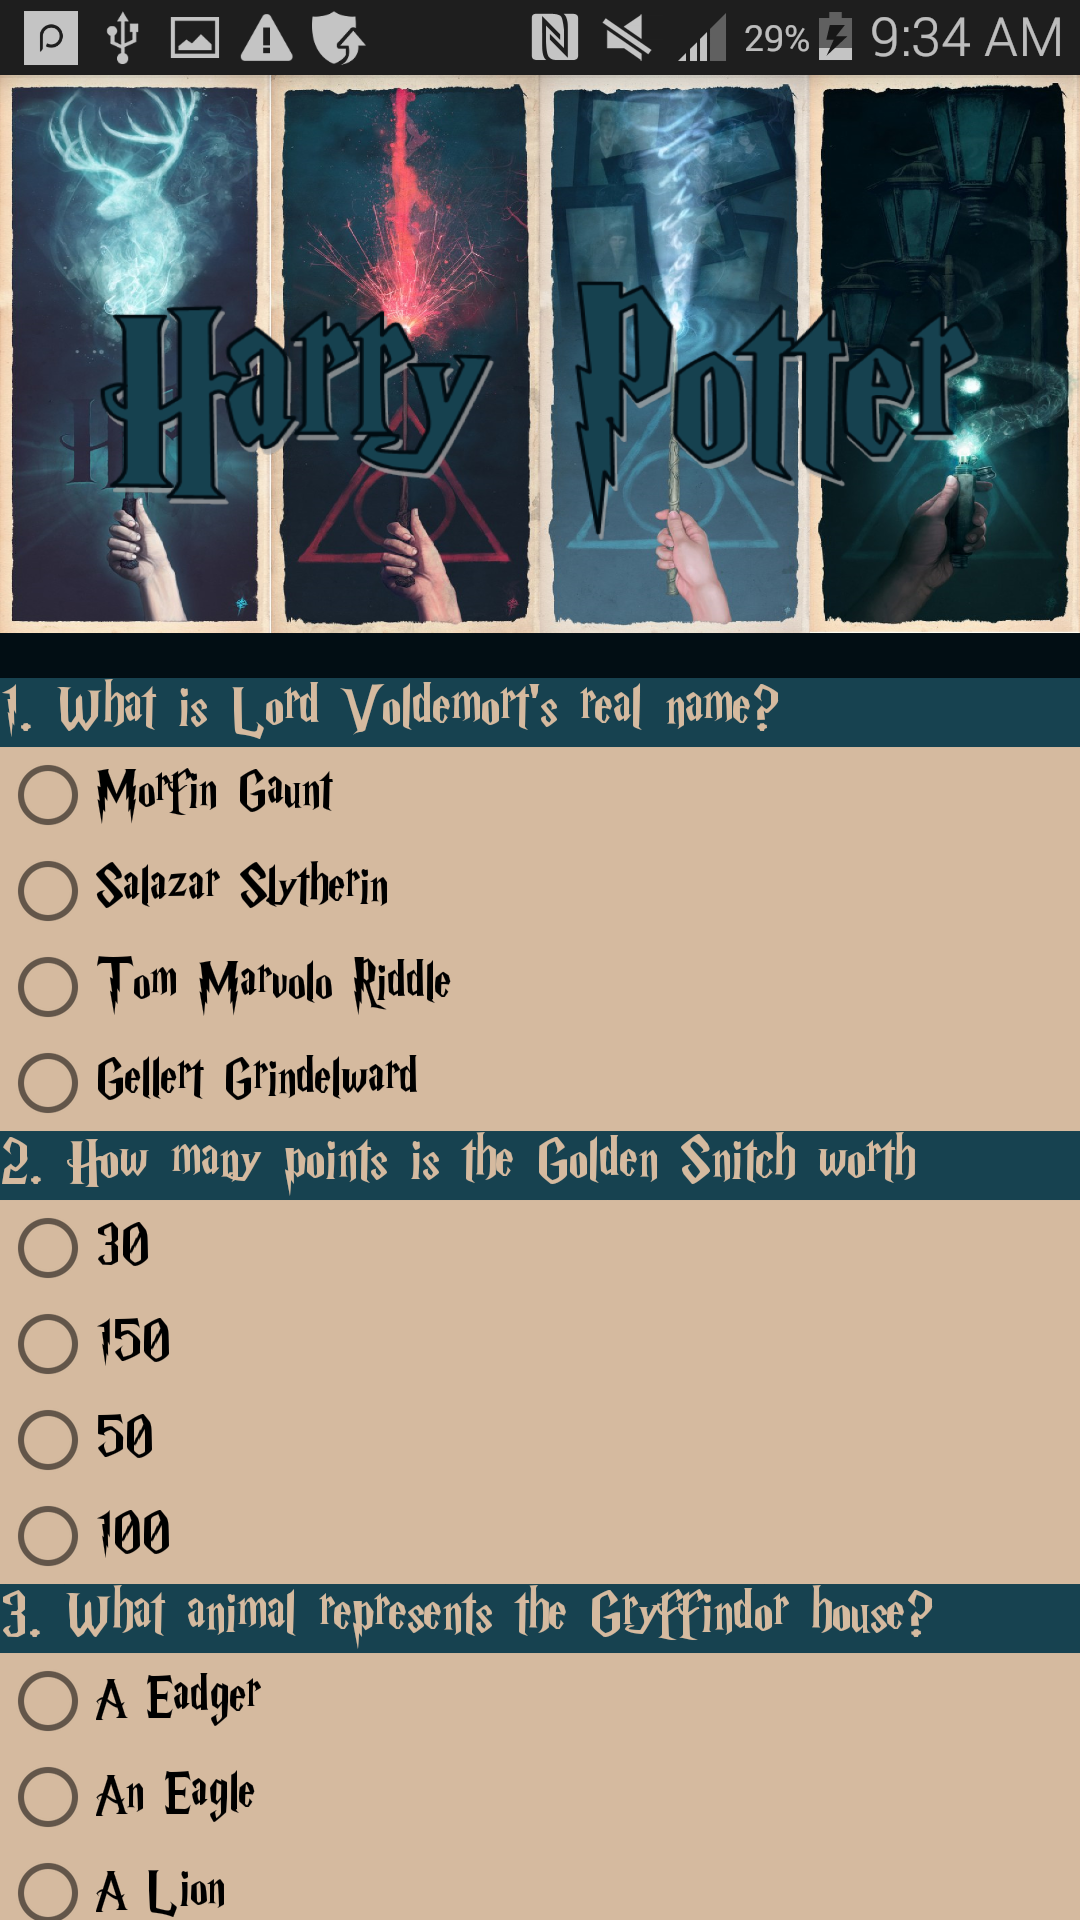 29% 9:34 AM
Harry Potter
1. What is Lord Voldemort's real name?
Morfin Gaunt
Salazar Slytherin
Tom Marvolo Riddle
Gellert Grindelward
2. How many points is the Golden Snitch worth
30
150
50
100
3. What animal represents the Gryffindor house?
A Eadger
An Eagle
A Lion